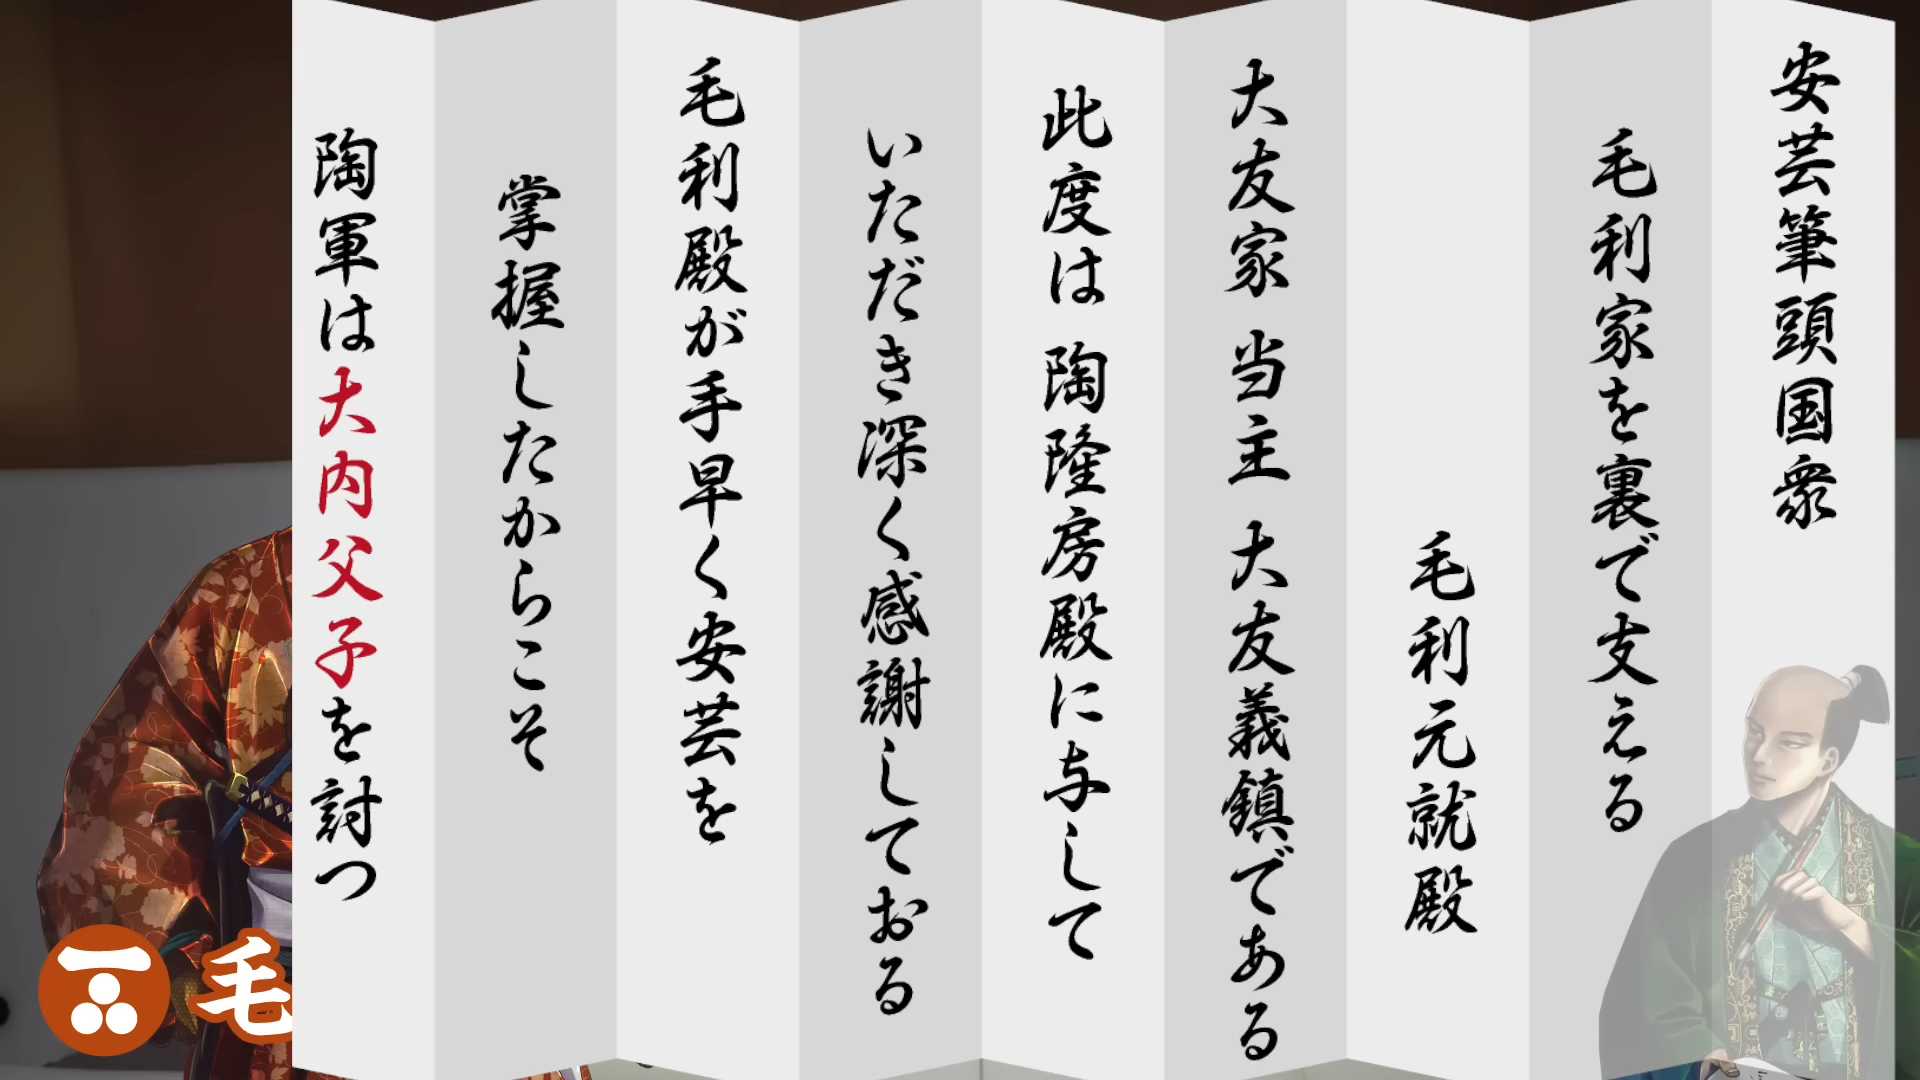 安芸筆頭国衆
毛利家を裏で支える
毛利元就殿
大友家 当主 大友義鎮である
此度は 陶隆房殿に与して
いただき深く感謝しておる
毛利殿が手早く安芸を
掌握したからこそ
陶軍は大内父子を討つ
毛